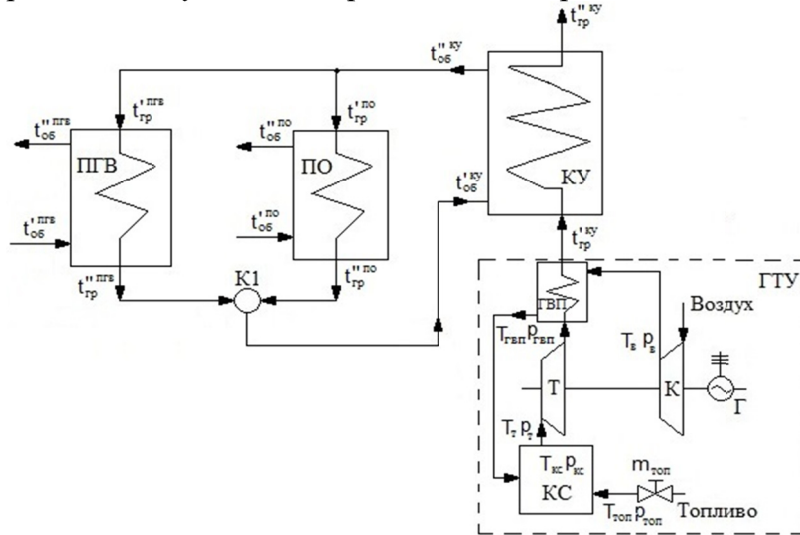 t"гр ку
t"об ку
t'гр пгв
t'гр по
t"об пгв
t"об по
ПГВ
ПО
КУ
t'об ку
t'об пгв
t'об по
t'гр ку
t"гр пгв
t"гр по
К1
ГТУ
ГВП
Воздух
Tгвп pгвп
Tв pв
Т
К
Г
Tт pт
Tкс pкс
КС
mтоп
Tтоп pтоп
Топливо